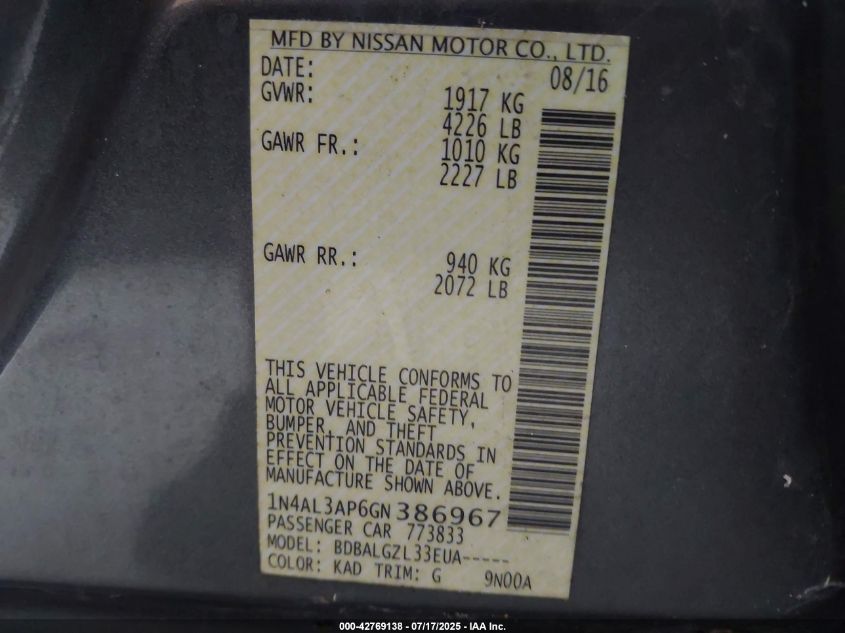 MFD BY NISSAN MOTOR CO., LTD.
DATE: 08/16
GVWR: 1917 KG
4226 LB
GAWR FR.: 1010 KG
2227 LB
GAWR RR.: 940 KG
2072 LB
THIS VEHICLE CONFORMS TO
ALL APPLICABLE FEDERAL
MOTOR VEHICLE SAFETY,
BUMPER, AND THEFT
PREVENTION STANDARDS IN
EFFECT ON THE DATE OF
MANUFACTURE SHOWN ABOVE.
1N4AL3AP6GN386967
PASSENGER CAR 773833
MODEL: BDBALGZL33EUA-----
COLOR: KAD TRIM: G 9N00A
000-42769138 - 07/17/2025 - IAA Inc.